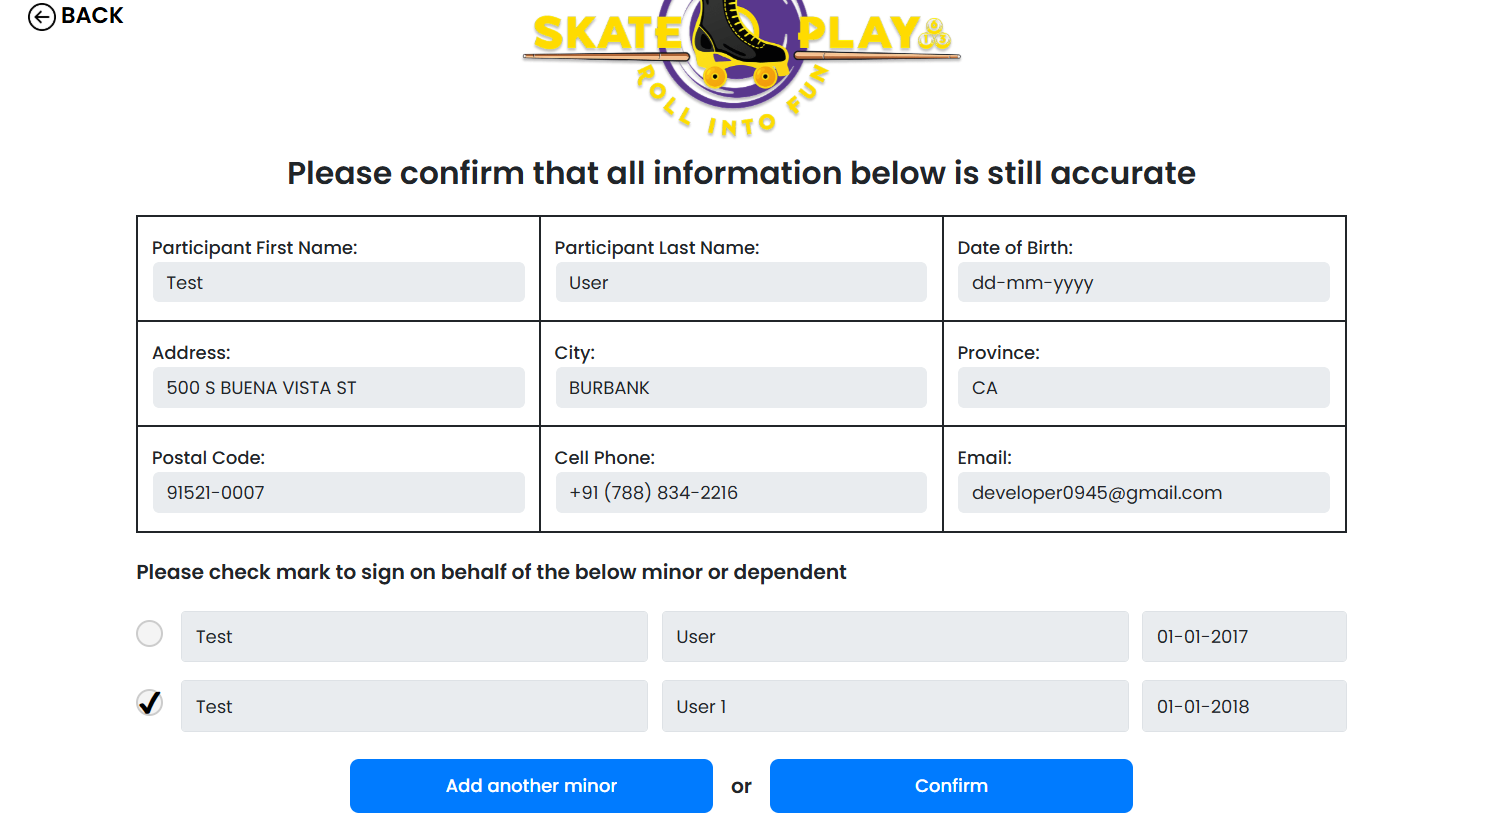 BACK
SKATE PLAY
ROLL INTO FUN
Please confirm that all information below is still accurate
Participant First Name: Participant Last Name: Date of Birth:
Test User dd-mm-yyyy
Address: City: Province:
500 S BUENA VISTA ST BURBANK CA
Postal Code: Cell Phone: Email:
91521-0007 +91 (788) 834-2216 developer0945@gmail.com
Please check mark to sign on behalf of the below minor or dependent
Test User 01-01-2017
Test User 1 01-01-2018
Add another minor or Confirm